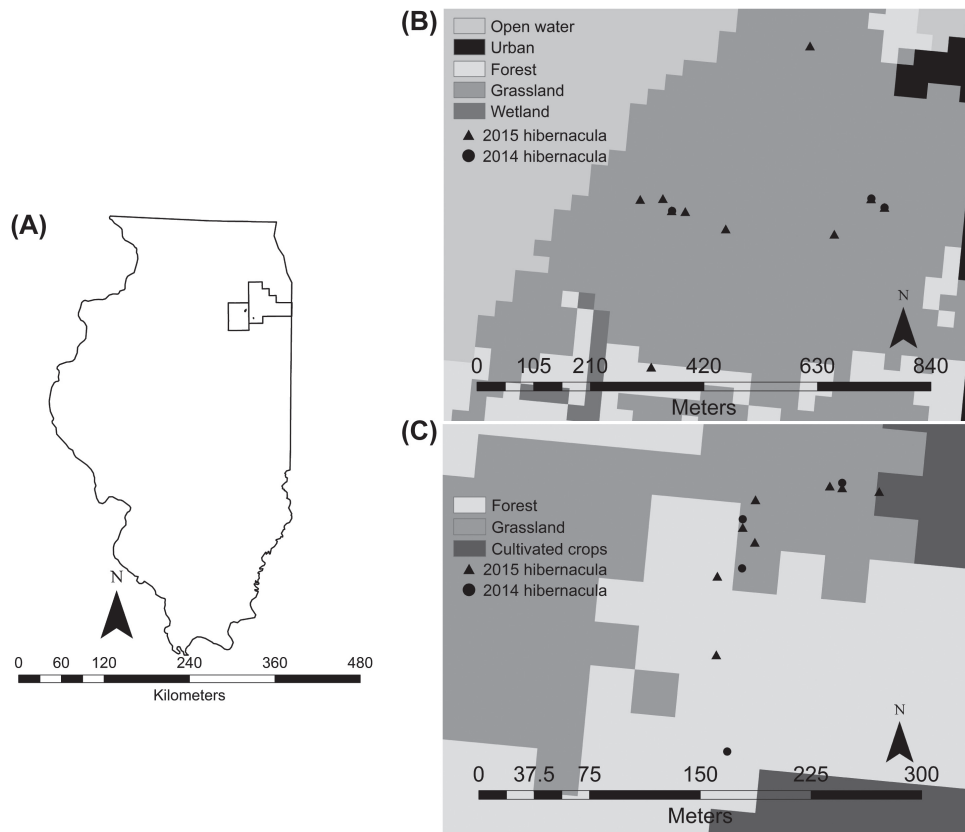 (A)
N
0 60 120 240 360 480
Kilometers
(B)
Open water
Urban
Forest
Grassland
Wetland
2015 hibernacula
2014 hibernacula
N
0 105 210 420 630 840
Meters
(C)
Forest
Grassland
Cultivated crops
2015 hibernacula
2014 hibernacula
N
0 37.5 75 150 225 300
Meters